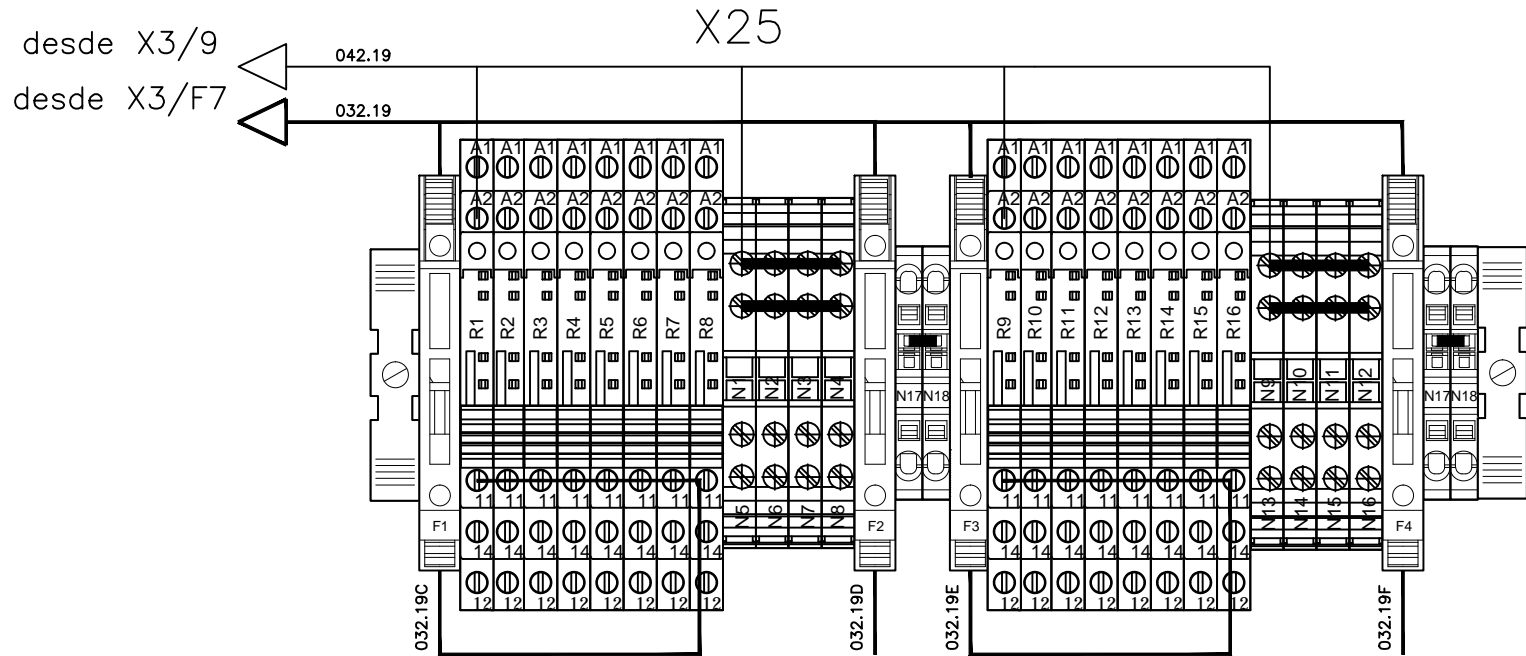 X25
desde X3/9
042.19
desde X3/F7
032.19
A1 A1 A1 A1 A1 A1 A1 A1
A1 A1 A1 A1 A1 A1 A1 A1
A2 A2 A2 A2 A2 A2 A2 A2
A2 A2 A2 A2 A2 A2 A2 A2
R1 R2 R3 R4 R5 R6 R7 R8
R9 R10 R11 R12 R13 R14 R15 R16
N1 N2 N3 N4
N17 N18
N9 N10 N11 N12
N17 N18
11 11 11 11 11 11 11 11
11 11 11 11 11 11 11 11
N5 N6 N7 N8
N13 N14 N15 N16
F1
F2
F3
F4
14 14 14 14 14 14 14 14
14 14 14 14 14 14 14 14
12 12 12 12 12 12 12 12
12 12 12 12 12 12 12 12
032.19C
032.19D
032.19E
032.19F